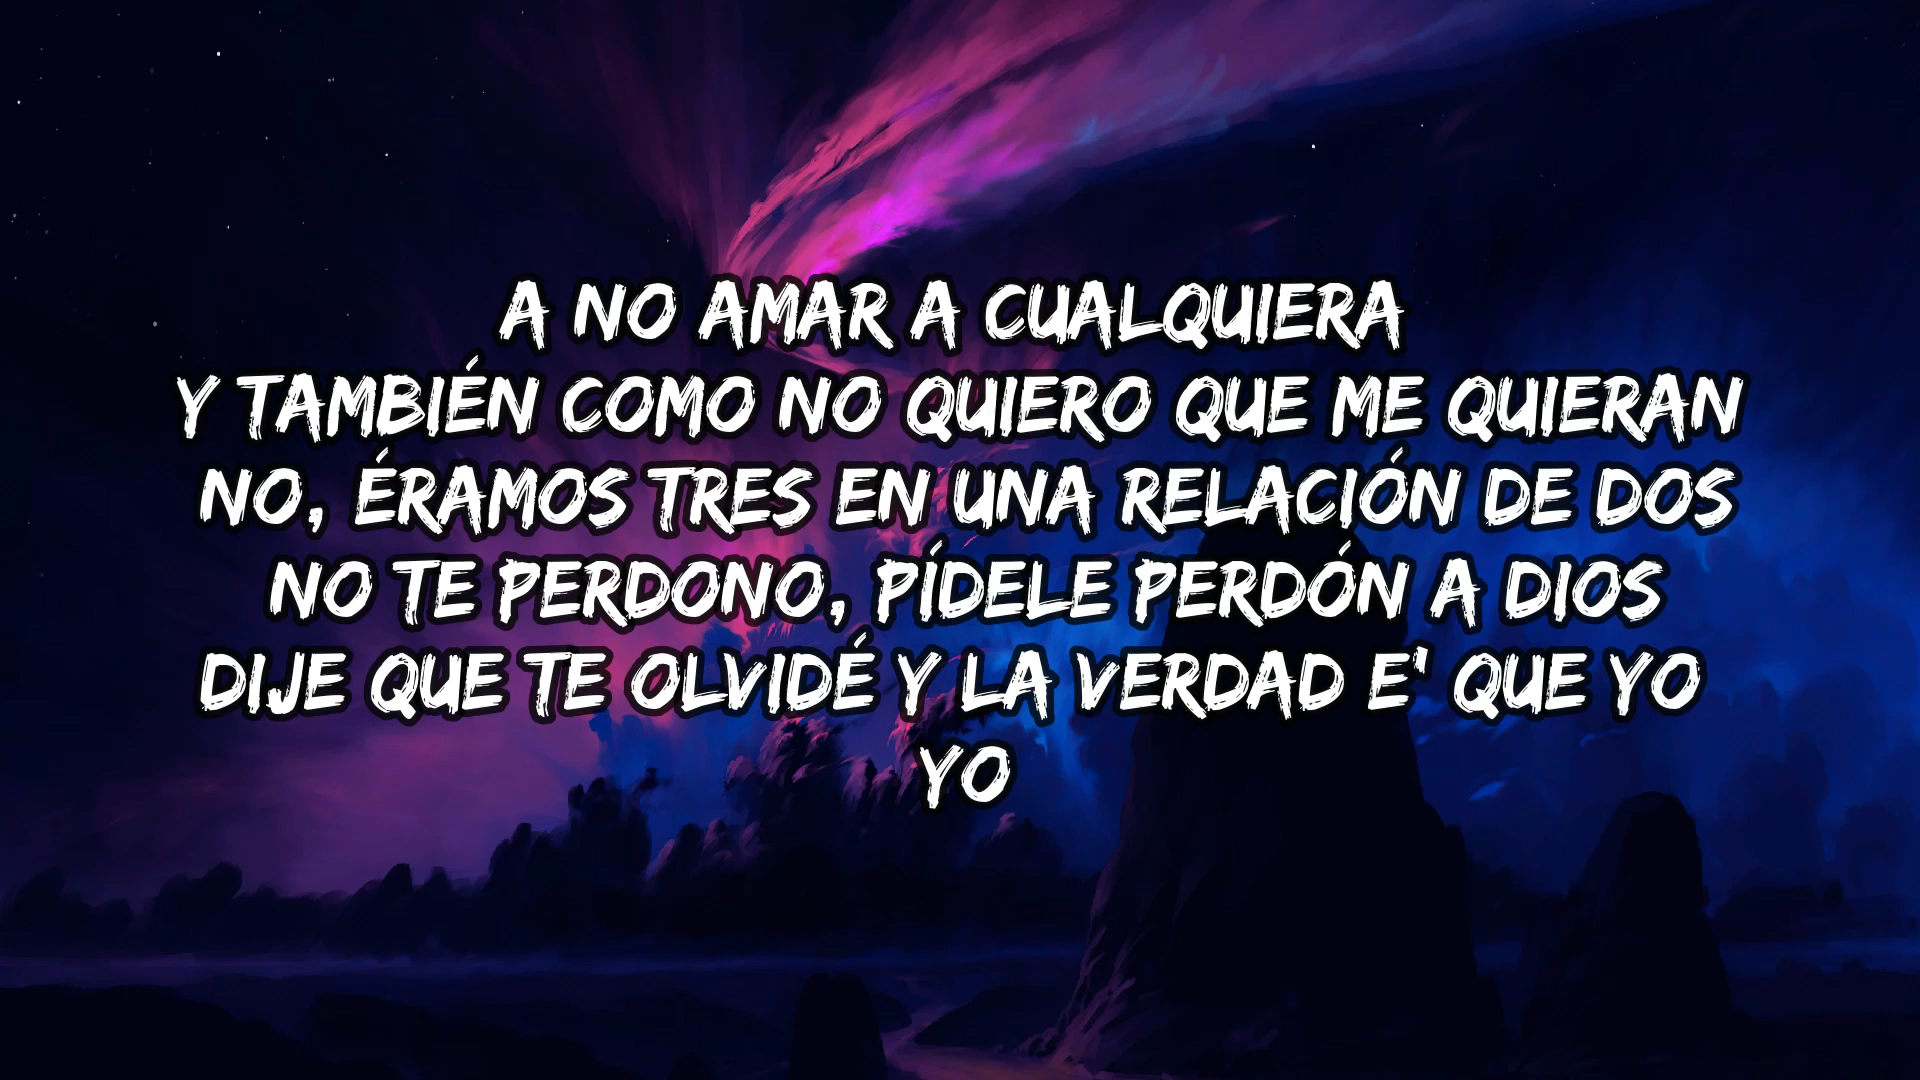 A NO AMAR A CUALQUIERA
Y TAMBIÉN COMO NO QUIERO QUE ME QUIERAN
NO, ÉRAMOS TRES EN UNA RELACIÓN DE DOS
NO TE PERDONO, PÍDELE PERDÓN A DIOS
DIJE QUE TE OLVIDÉ Y LA VERDAD E' QUE YO
YO